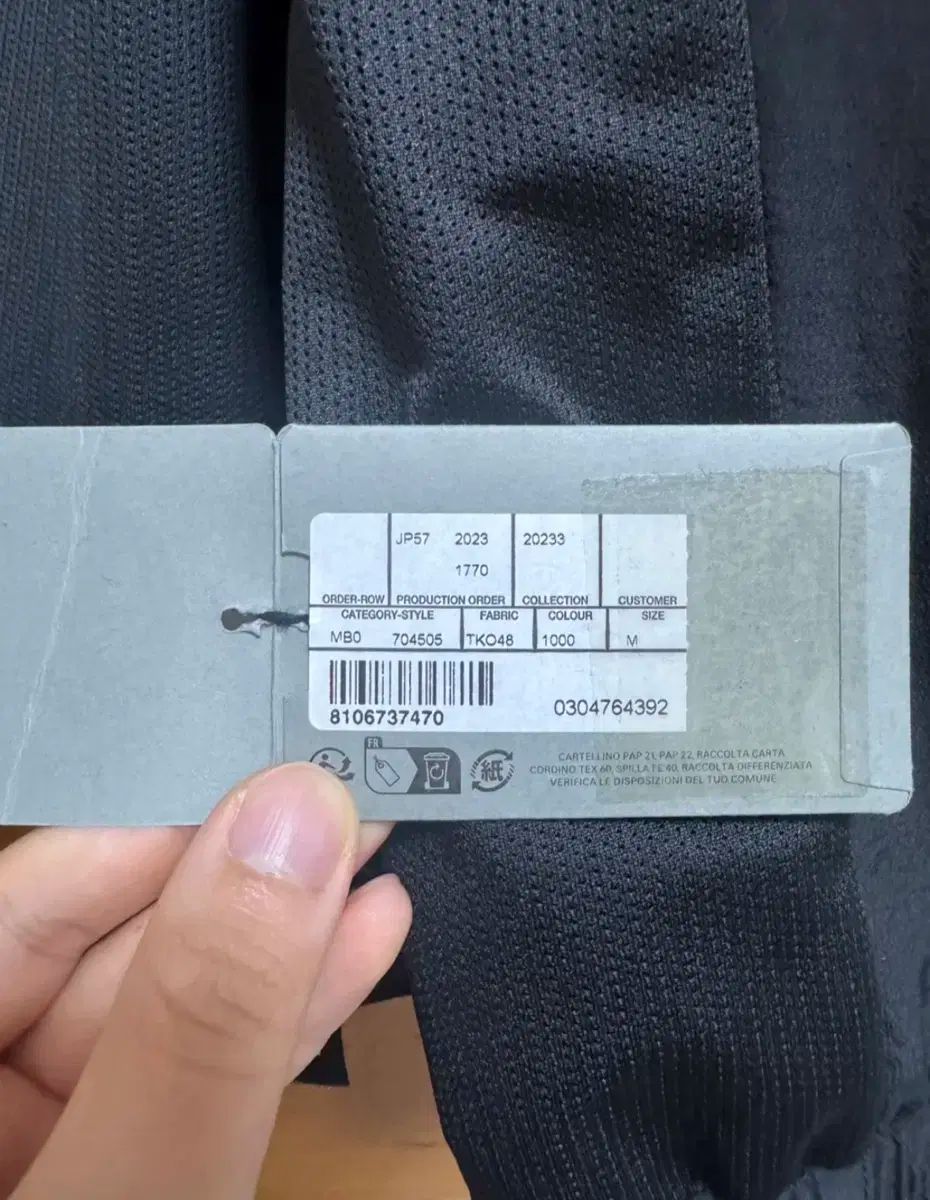 JP57 2023 20233
1770
ORDER-ROW PRODUCTION ORDER COLLECTION CUSTOMER
CATEGORY-STYLE FABRIC COLOUR SIZE
MB0 704505 TKO48 1000 M
8106737470 0304764392
FR
紙
CARTELLINO PAP 21, PAP 22, RACCOLTA CARTA
CORDINO TEX 60, SPILLA FE 40, RACCOLTA DIFFERENZIATA
VERIFICA LE DISPOSIZIONI DEL TUO COMUNE